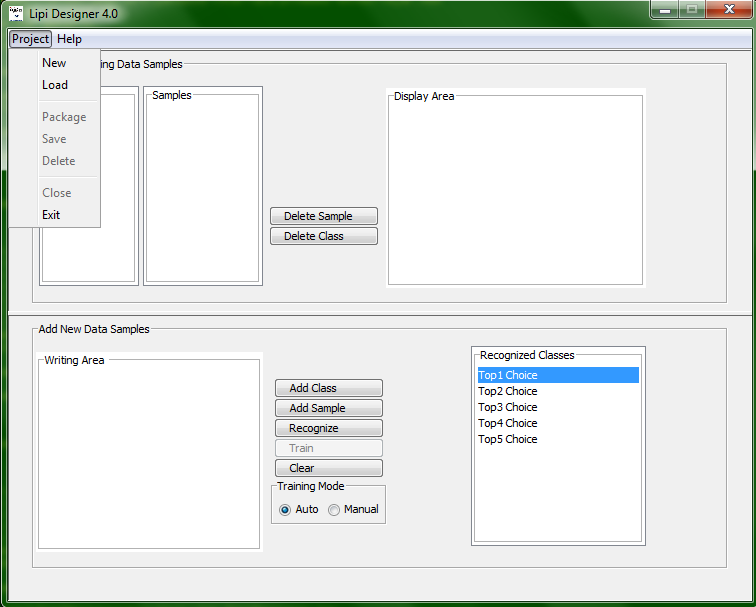 Lipi Designer 4.0
Project Help
New
Load
Package
Save
Delete
Close
Exit
ing Data Samples
Samples
Display Area
Delete Sample
Delete Class
Add New Data Samples
Writing Area
Add Class
Add Sample
Recognize
Train
Clear
Training Mode
Auto Manual
Recognized Classes
Top1 Choice
Top2 Choice
Top3 Choice
Top4 Choice
Top5 Choice